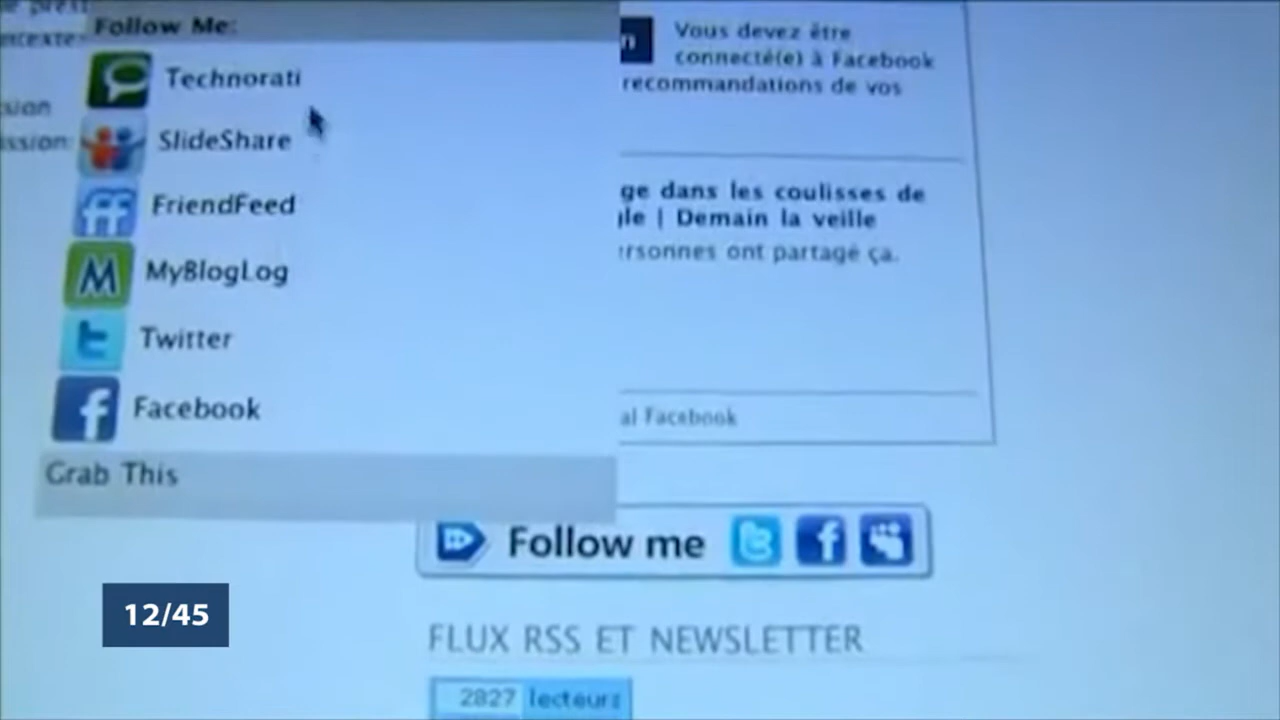 Follow Me:
Technorati
SlideShare
FriendFeed
MyBlogLog
Twitter
Facebook
Grab This
Vous devez être
connecté(e) à Facebook
recommandations de vos
ge dans les coulisses de
gle | Demain la veille
rsonnes ont partagé ça.
al Facebook
Follow me
12/45
FLUX RSS ET NEWSLETTER
2827 lecteurs